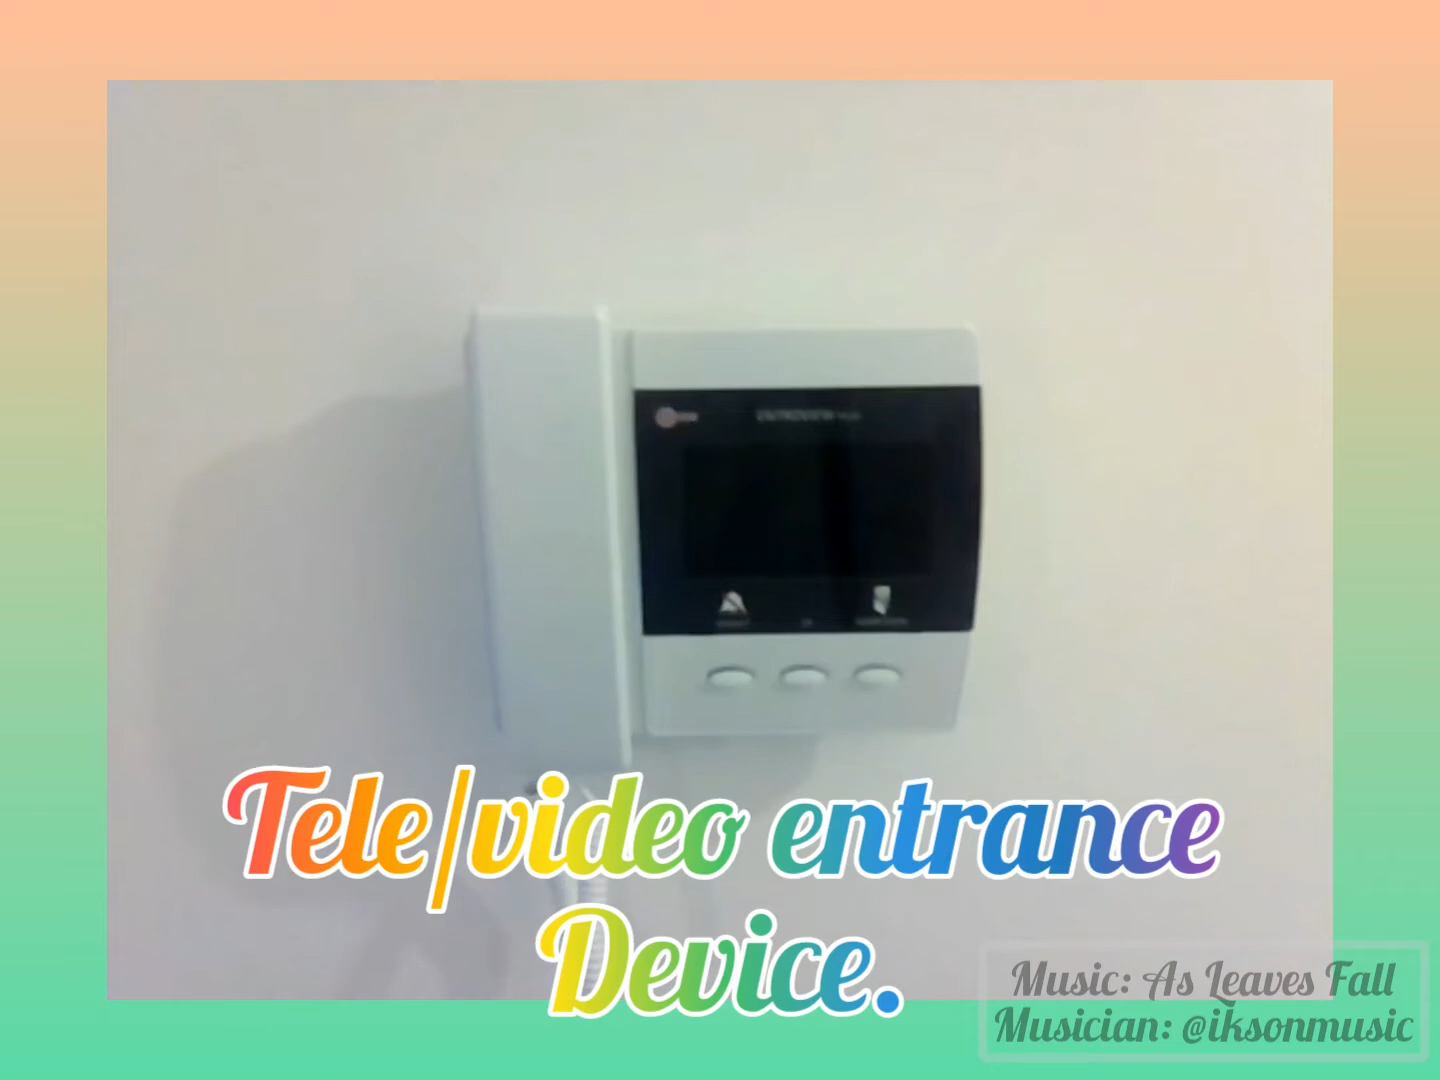 Tele/video entrance
Device.
Music: As Leaves Fall
Musician: @iksonmusic